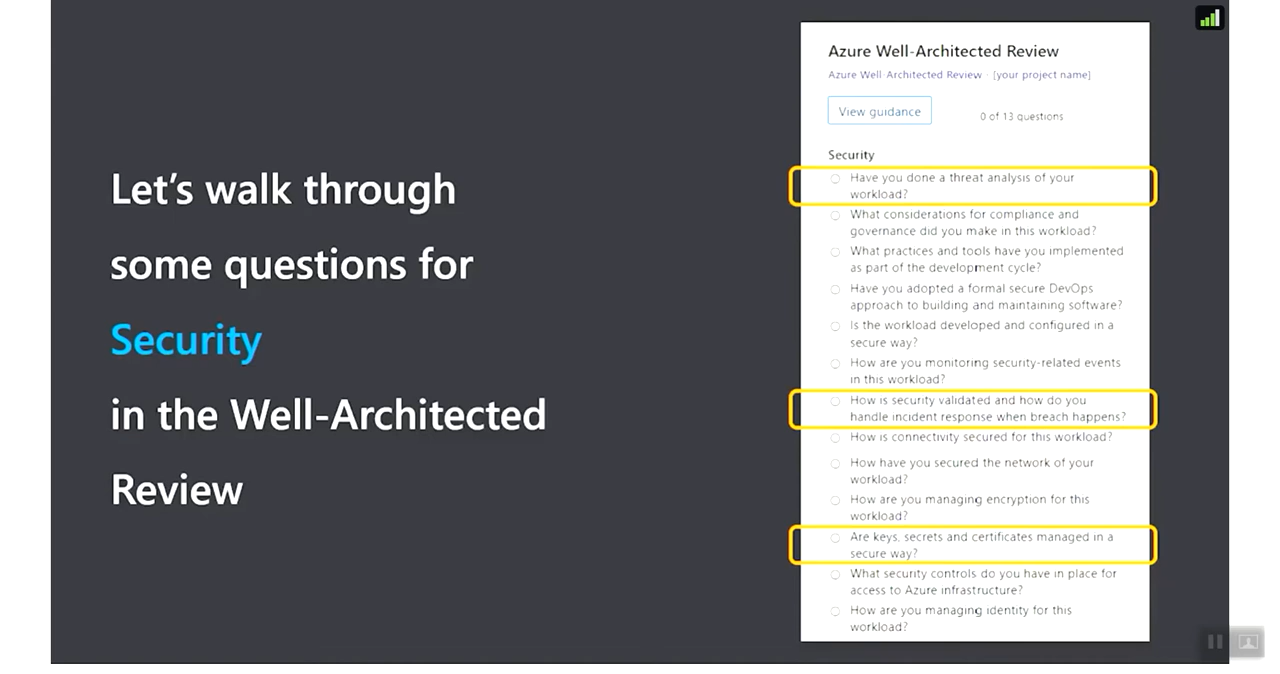 Let's walk through
some questions for
Security
in the Well-Architected
Review
Azure Well-Architected Review
Azure Well-Architected Review · [your project name]
View guidance
0 of 13 questions
Security
Have you done a threat analysis of your
workload?
What considerations for compliance and
governance did you make in this workload?
What practices and tools have you implemented
as part of the development cycle?
Have you adopted a formal secure DevOps
approach to building and maintaining software?
Is the workload developed and configured in a
secure way?
How are you monitoring security-related events
in this workload?
How is security validated and how do you
handle incident response when breach happens?
How is connectivity secured for this workload?
How have you secured the network of your
workload?
How are you managing encryption for this
workload?
Are keys, secrets and certificates managed in a
secure way?
What security controls do you have in place for
access to Azure infrastructure?
How are you managing identity for this
workload?